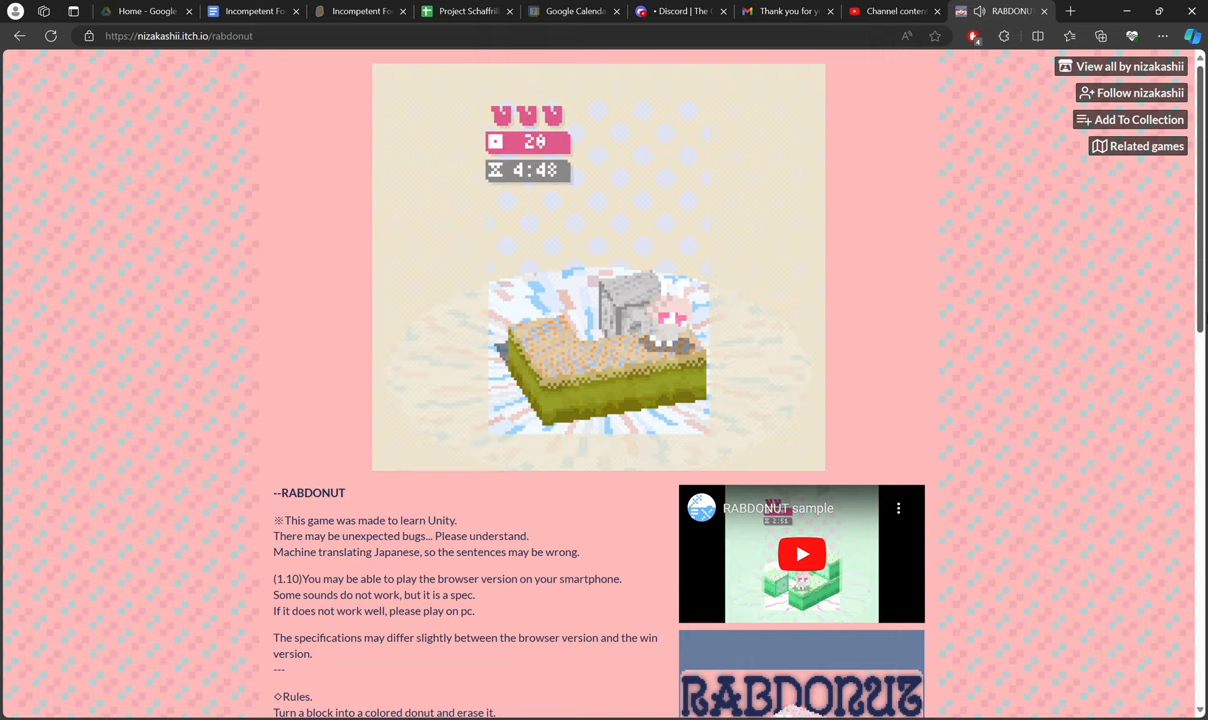 Home - Google
Incompetent Fo
Incompetent Fo
Project Schaffril
Google Calenda
• Discord | The C
Thank you for y
Channel conten
RABDONU
https://nizakashii.itch.io/rabdonut
4
View all by nizakashii
Follow nizakashii
Add To Collection
Related games
20
4:48
--RABDONUT
※This game was made to learn Unity.
There may be unexpected bugs... Please understand.
Machine translating Japanese, so the sentences may be wrong.
(1.10)You may be able to play the browser version on your smartphone.
Some sounds do not work, but it is a spec.
If it does not work well, please play on pc.
The specifications may differ slightly between the browser version and the win
version.
---
◇Rules.
Turn a block into a colored donut and erase it.
RABDONUT sample
RABDONUT